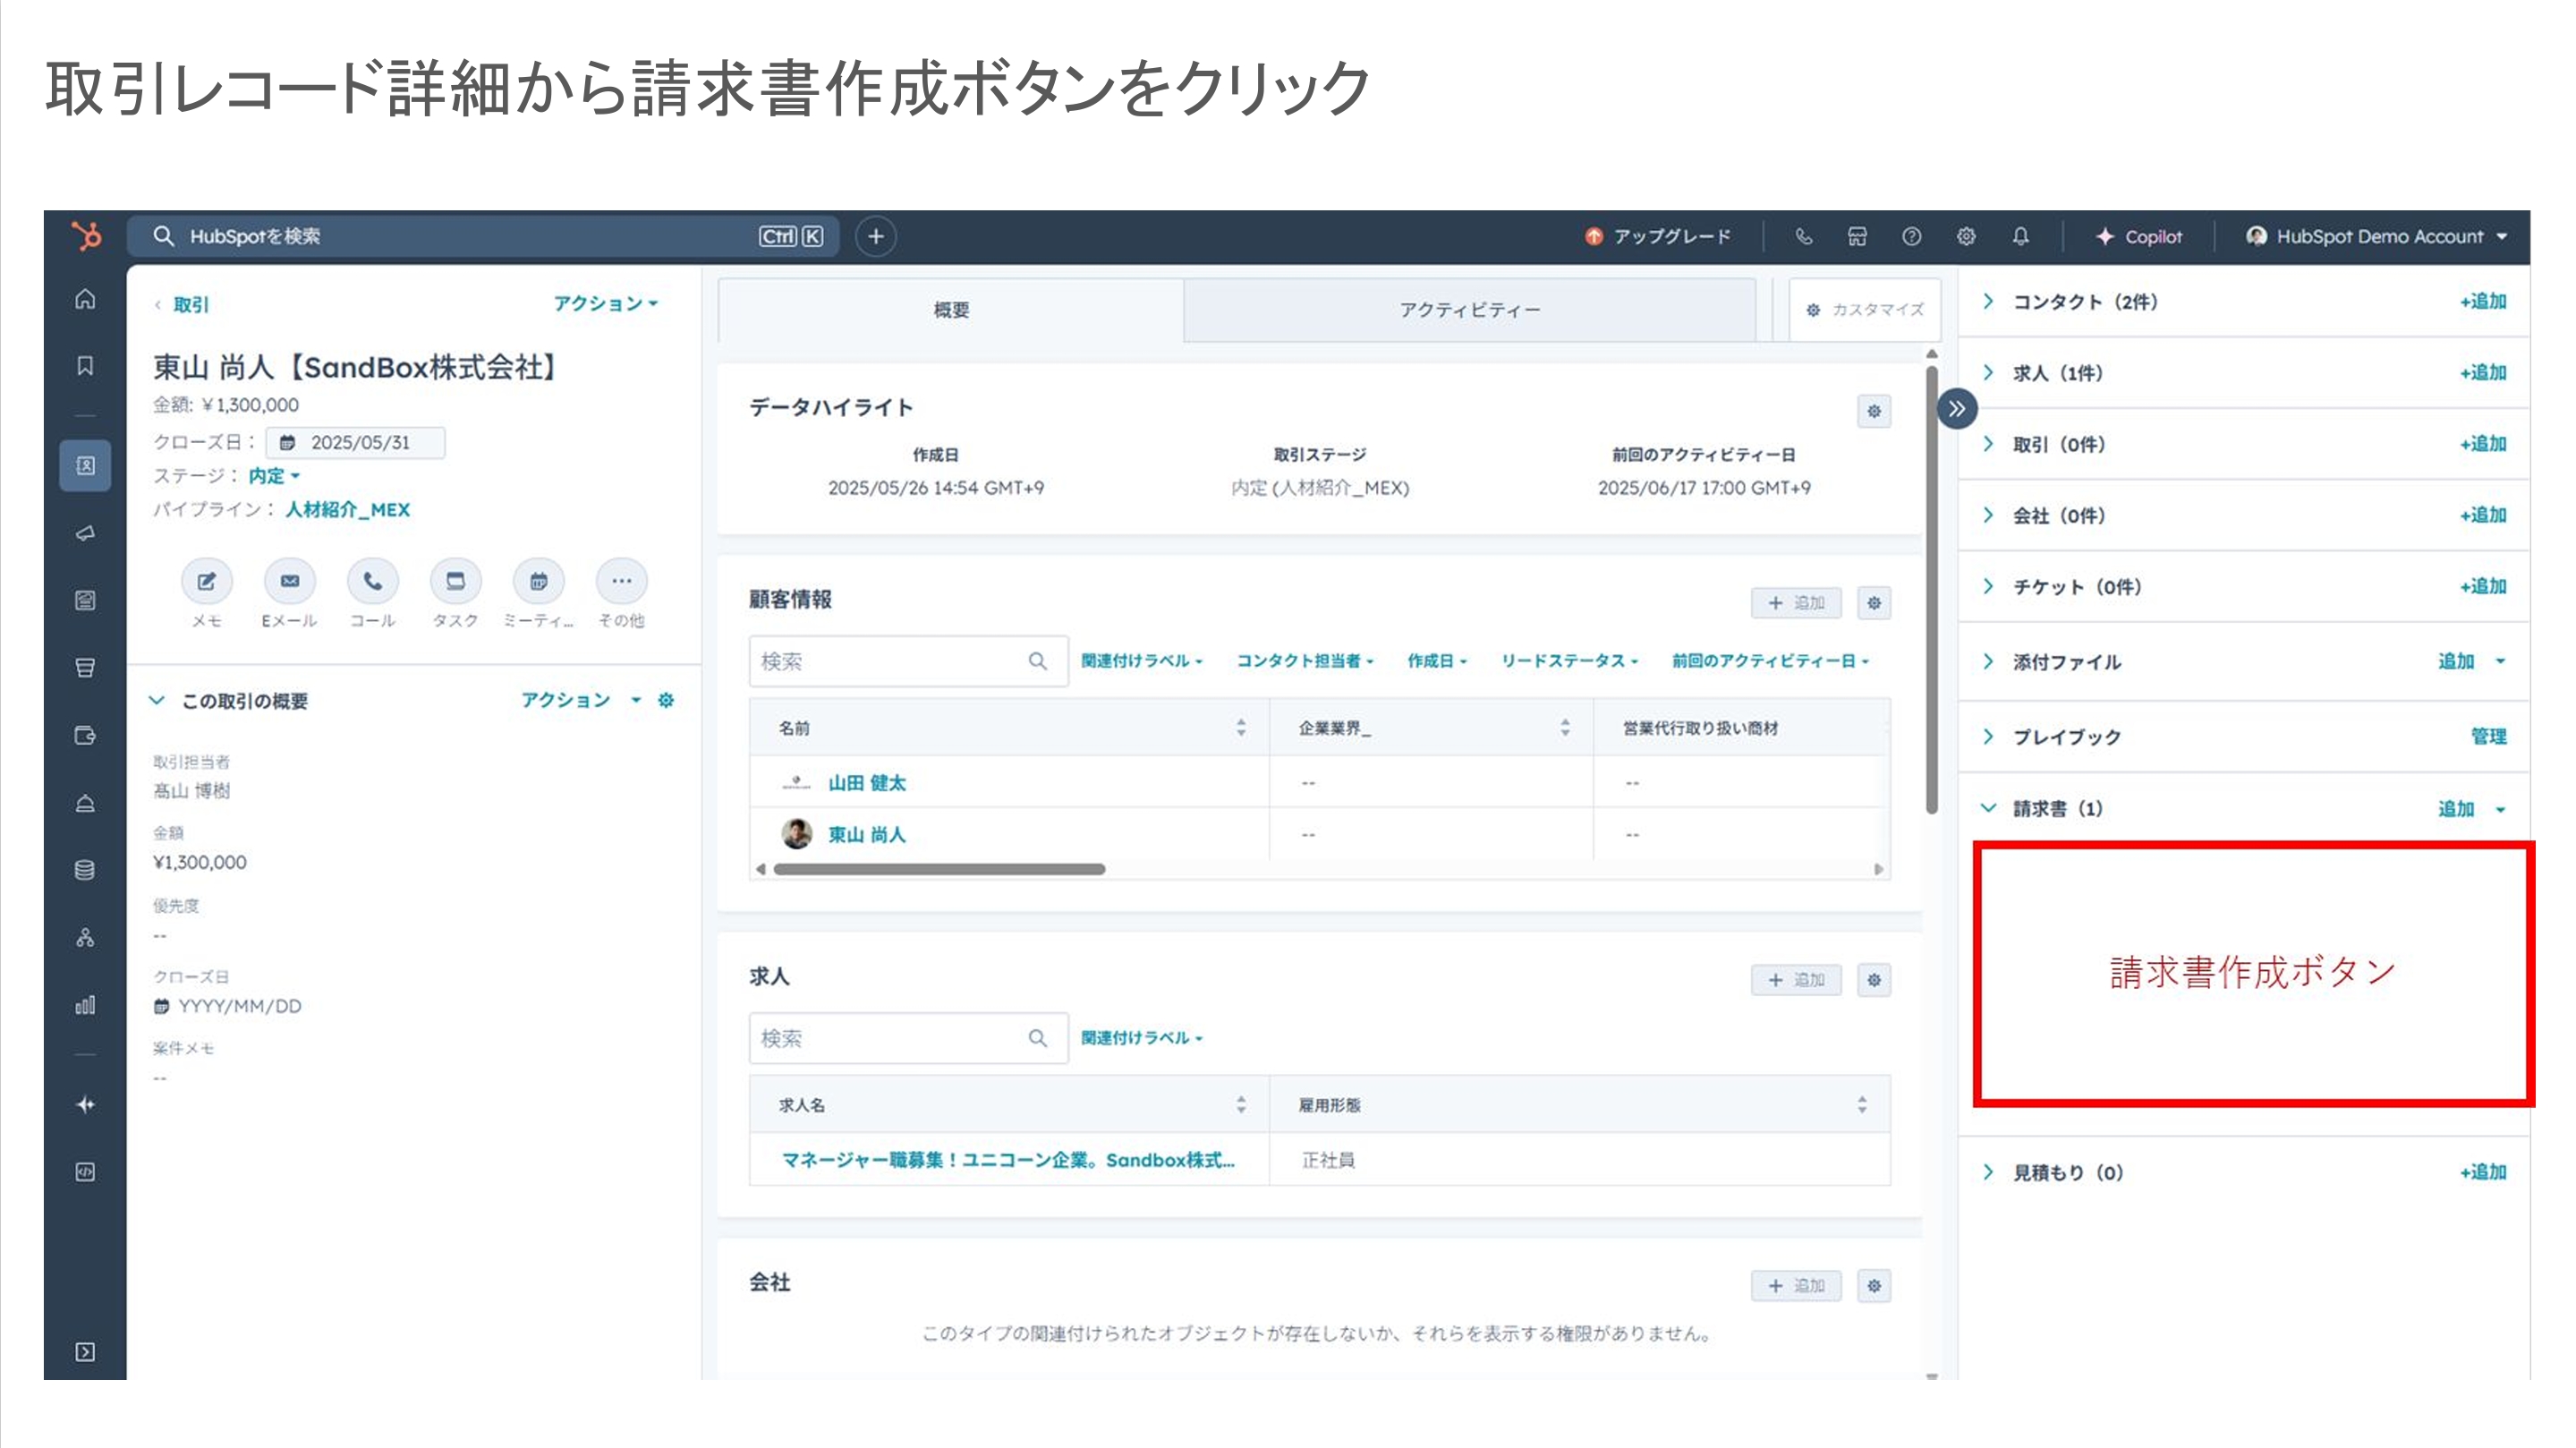 取引レコード詳細から請求書作成ボタンをクリック
HubSpotを検索
Ctrl K
アップグレード
Copilot
HubSpot Demo Account
取引
アクション
東山 尚人【SandBox株式会社】
金額: ￥1,300,000
クローズ日：
2025/05/31
ステージ： 内定
パイプライン： 人材紹介_MEX
メモ
Eメール
コール
タスク
ミーティ...
その他
この取引の概要
アクション
取引担当者
髙山 博樹
金額
¥1,300,000
優先度
--
クローズ日
YYYY/MM/DD
案件メモ
--
概要
アクティビティー
カスタマイズ
データハイライト
作成日
取引ステージ
前回のアクティビティー日
2025/05/26 14:54 GMT+9
内定 (人材紹介_MEX)
2025/06/17 17:00 GMT+9
顧客情報
+ 追加
検索
関連付けラベル
コンタクト担当者
作成日
リードステータス
前回のアクティビティー日
名前
企業業界_
営業代行取り扱い商材
山田 健太
--
--
東山 尚人
--
--
求人
+ 追加
検索
関連付けラベル
求人名
雇用形態
マネージャー職募集！ユニコーン企業。Sandbox株式...
正社員
会社
+ 追加
このタイプの関連付けられたオブジェクトが存在しないか、それらを表示する権限がありません。
コンタクト（2件）
+追加
求人（1件）
+追加
取引（0件）
+追加
会社（0件）
+追加
チケット（0件）
+追加
添付ファイル
追加
プレイブック
管理
請求書（1）
追加
請求書作成ボタン
見積もり（0）
+追加